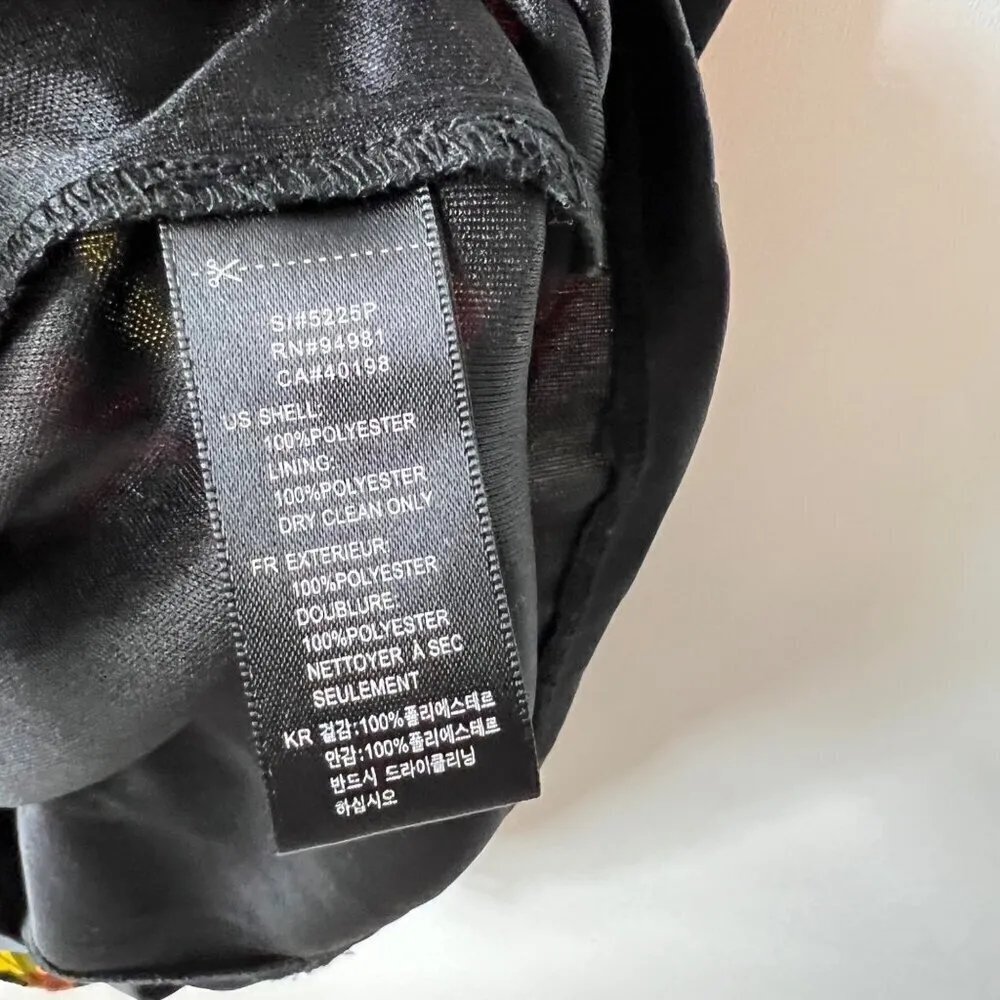 SI#5225P
RN#94981
CA#40198
US SHELL:
100%POLYESTER
LINING:
100%POLYESTER
DRY CLEAN ONLY
FR EXTERIEUR:
100%POLYESTER
DOUBLURE:
100%POLYESTER
NETTOYER À SEC
SEULEMENT
KR 겉감:100%폴리에스테르
안감:100%폴리에스테르
반드시 드라이클리닝
하십시오